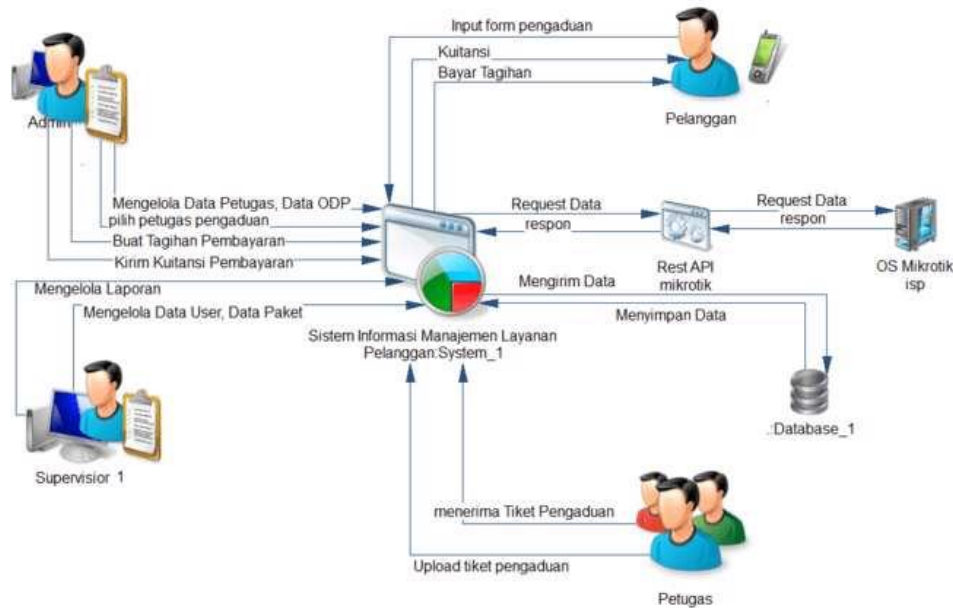 Input form pengaduan
Kuitansi
Bayar Tagihan
Pelanggan
Admin
Mengelola Data Petugas, Data ODP
pilih petugas pengaduan
Buat Tagihan Pembayaran
Kirim Kuitansi Pembayaran
Request Data
respon
Request Data
respon
Rest API
mikrotik
OS Mikrotik
isp
Mengelola Laporan
Mengelola Data User, Data Paket
Mengirim Data
Menyimpan Data
Sistem Informasi Manajemen Layanan
Pelanggan:System_1
.:Database_1
Supervisior 1
menerima Tiket Pengaduan
Upload tiket pengaduan
Petugas